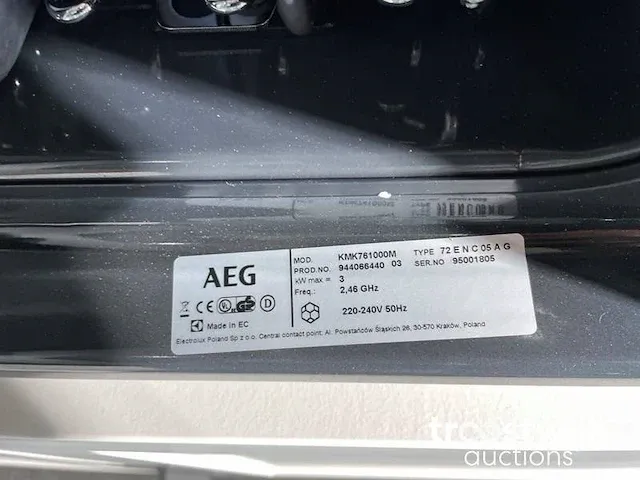 AEG
MOD. KMK761000M TYPE 72 E N C 05 A G
PROD.NO. 944066440 03 SER.NO 95001805
kW max = 3
Freq.: 2,46 GHz
220-240V 50Hz
Made in EC
Electrolux Poland Sp z o.o. Central contact point: Al. Powstańców Śląskich 26, 30-570 Kraków, Poland
auctions